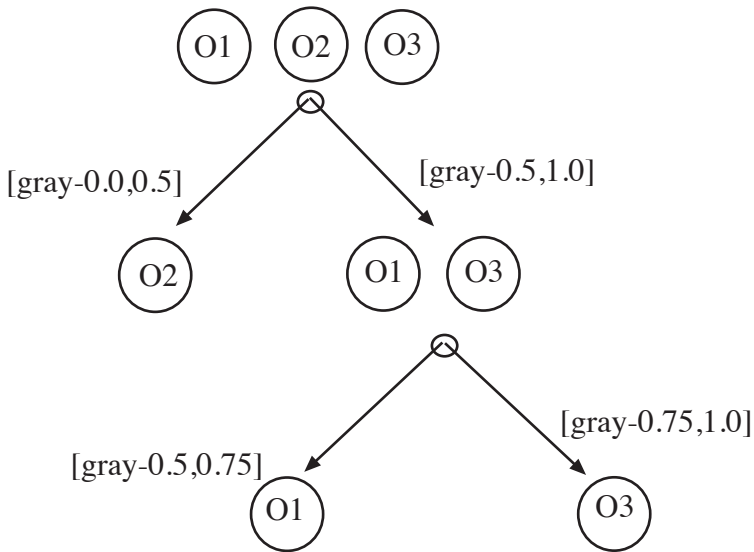 O1 O2 O3
[gray-0.0,0.5]
[gray-0.5,1.0]
O2
O1 O3
[gray-0.75,1.0]
[gray-0.5,0.75]
O1
O3